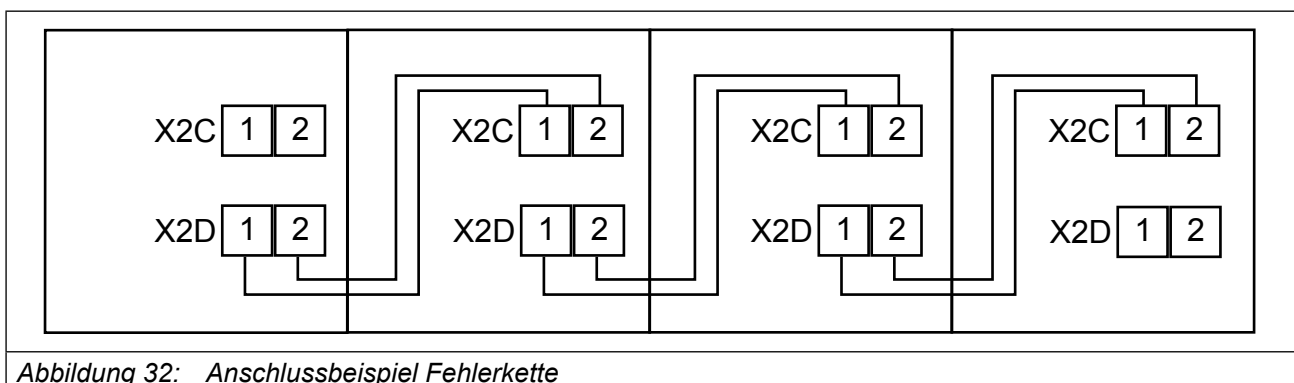 X2C 1 2 X2C 1 2 X2C 1 2 X2C 1 2
X2D 1 2 X2D 1 2 X2D 1 2 X2D 1 2
Abbildung 32: Anschlussbeispiel Fehlerkette